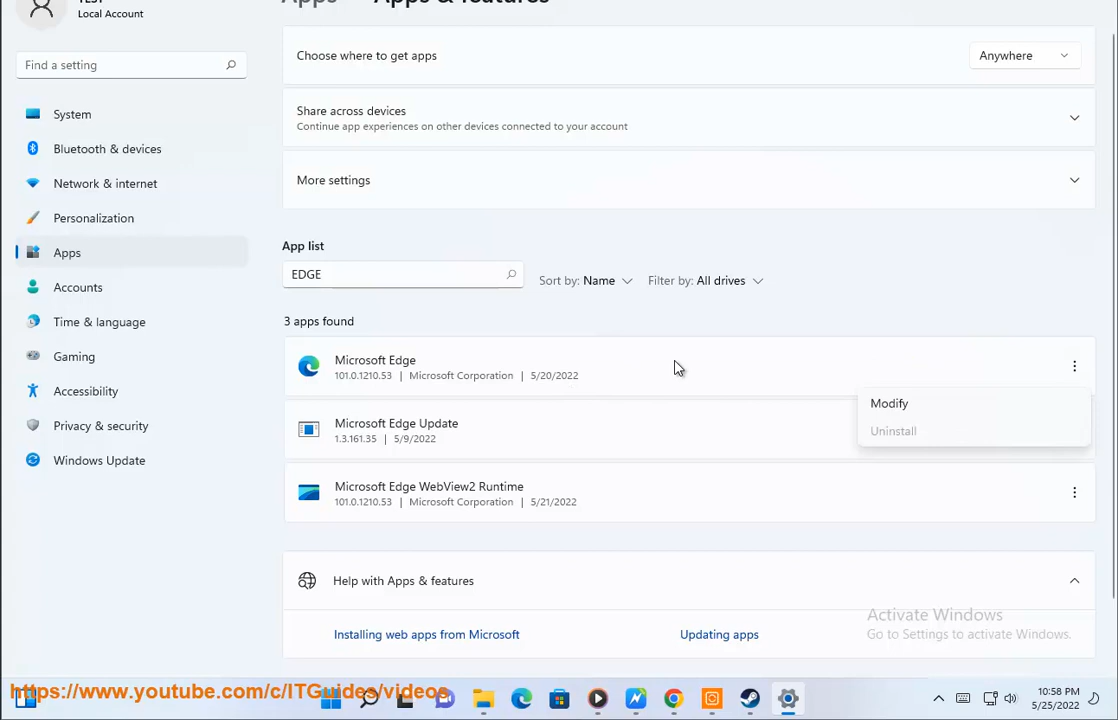 TEST
Local Account
Apps > Apps & features
Find a setting
System
Bluetooth & devices
Network & internet
Personalization
Apps
Accounts
Time & language
Gaming
Accessibility
Privacy & security
Windows Update
Choose where to get apps
Anywhere
Share across devices
Continue app experiences on other devices connected to your account
More settings
App list
EDGE
Sort by: Name
Filter by: All drives
3 apps found
Microsoft Edge
101.0.1210.53 | Microsoft Corporation | 5/20/2022
Modify
Uninstall
Microsoft Edge Update
1.3.161.35 | 5/9/2022
Microsoft Edge WebView2 Runtime
101.0.1210.53 | Microsoft Corporation | 5/21/2022
Help with Apps & features
Installing web apps from Microsoft
Updating apps
Activate Windows
Go to Settings to activate Windows.
https://www.youtube.com/c/ITGuides/videos
10:58 PM
5/25/2022